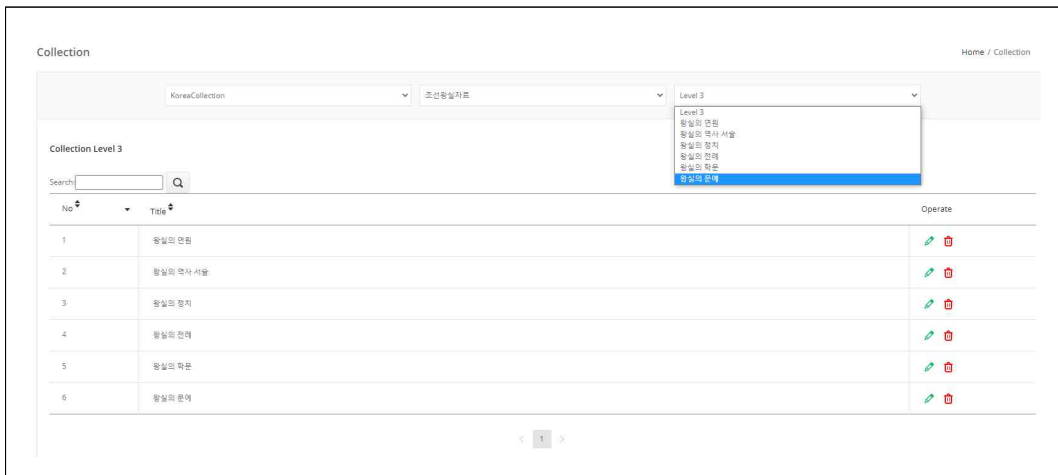 Collection
Home / Collection
KoreaCollection
조선왕실자료
Level 3
Level 3
왕실의 연원
왕실의 역사 서술
왕실의 정치
왕실의 전례
왕실의 학문
왕실의 문예
Collection Level 3
Search:
No Title Operate
1 왕실의 연원
2 왕실의 역사 서술
3 왕실의 정치
4 왕실의 전례
5 왕실의 학문
6 왕실의 문예
< 1 >